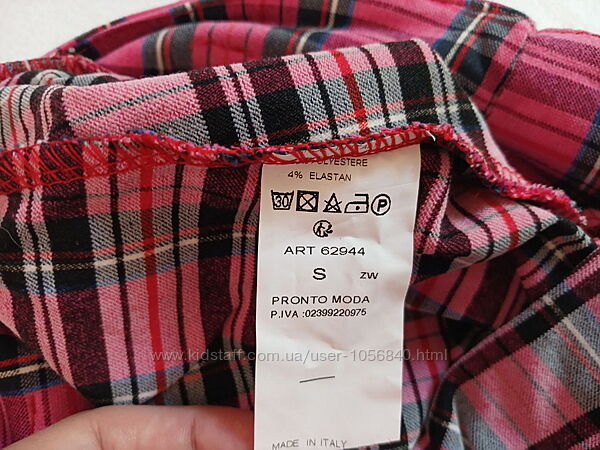 POLYESTERE
4% ELASTAN
30 P
ART 62944
S ZW
PRONTO MODA
P.IVA :02399220975
www.kidstaff.com.ua/user-1056840.html
MADE IN ITALY